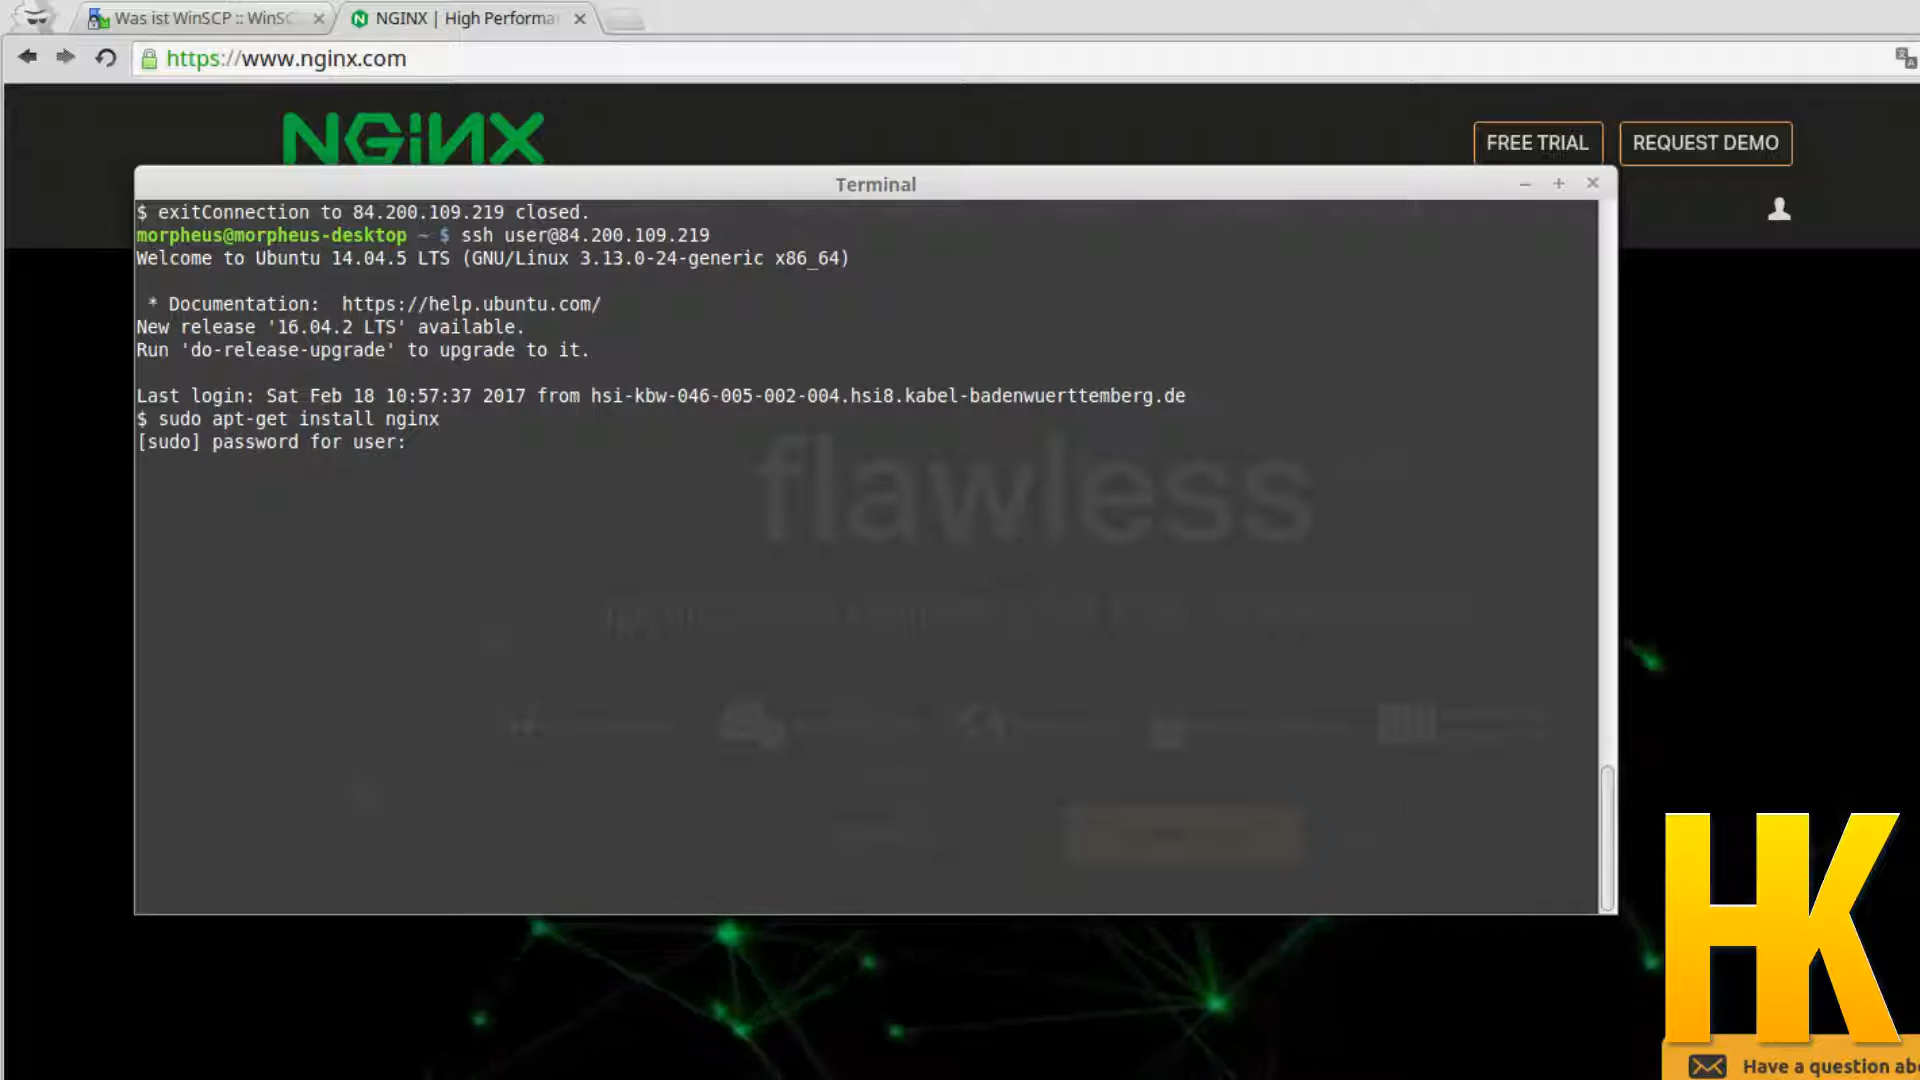 Was ist WinSCP :: WinSC
NGINX | High Performa
https://www.nginx.com
NGINX
FREE TRIAL
REQUEST DEMO
Terminal
$ exitConnection to 84.200.109.219 closed.
morpheus@morpheus-desktop ~ $ ssh user@84.200.109.219
Welcome to Ubuntu 14.04.5 LTS (GNU/Linux 3.13.0-24-generic x86_64)
* Documentation:  https://help.ubuntu.com/
New release '16.04.2 LTS' available.
Run 'do-release-upgrade' to upgrade to it.
Last login: Sat Feb 18 10:57:37 2017 from hsi-kbw-046-005-002-004.hsi8.kabel-badenwuerttemberg.de
$ sudo apt-get install nginx
[sudo] password for user:
flawless
HK
Have a question abo